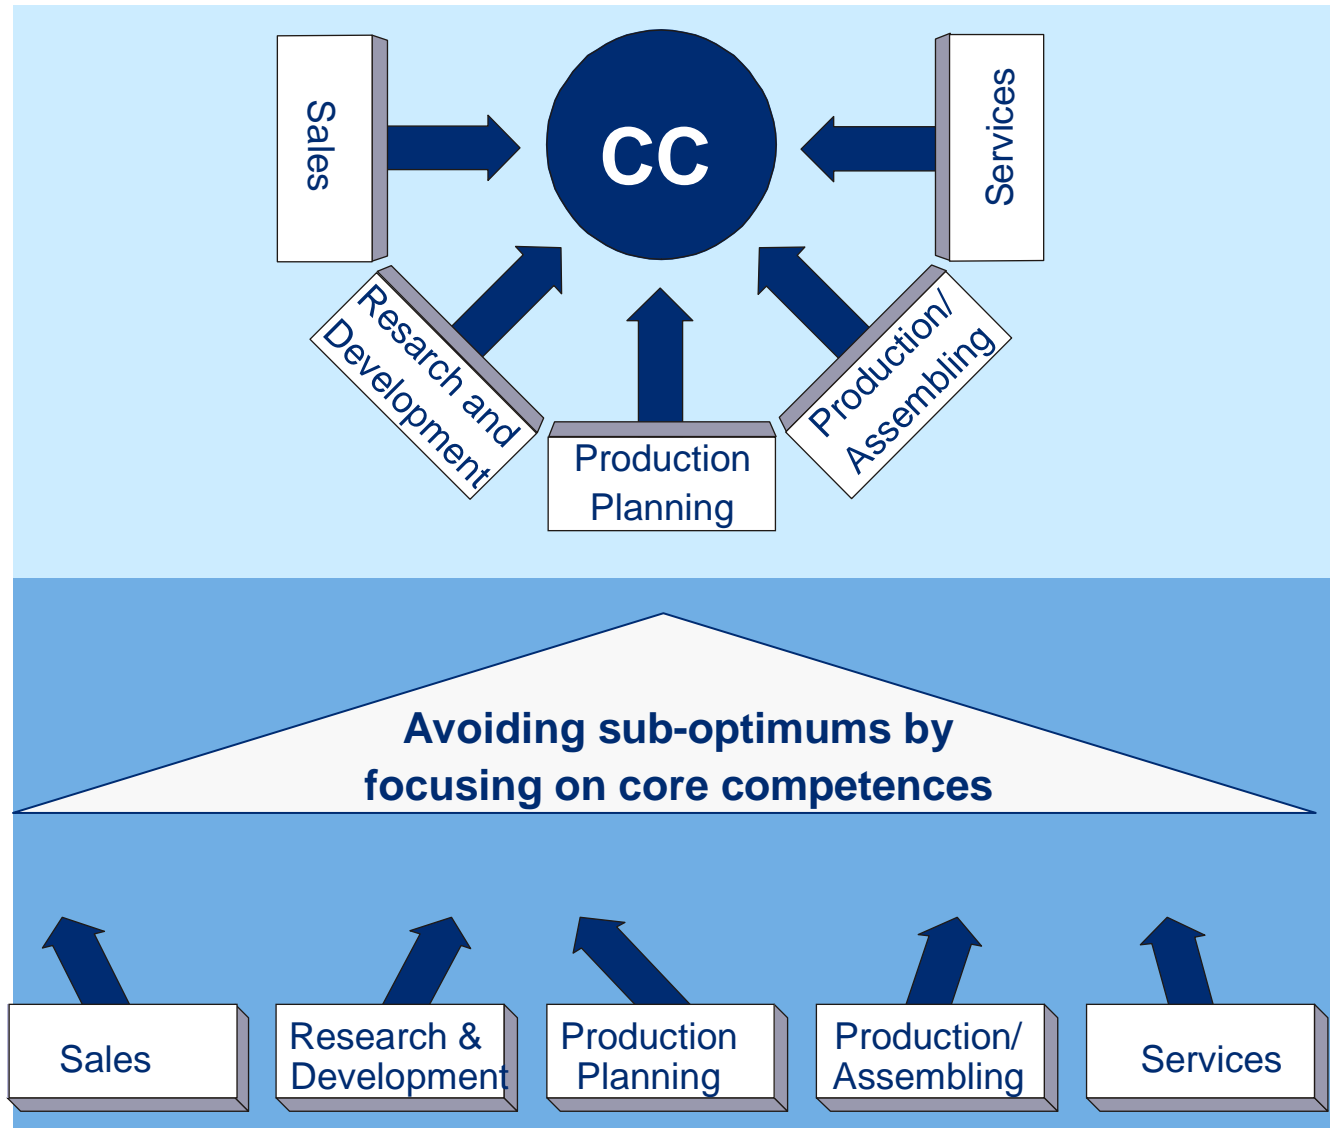 Sales
CC
Services
Resarch and
Development
Production
Planning
Production/
Assembling
Avoiding sub-optimums by
focusing on core competences
Sales
Research &
Development
Production
Planning
Production/
Assembling
Services